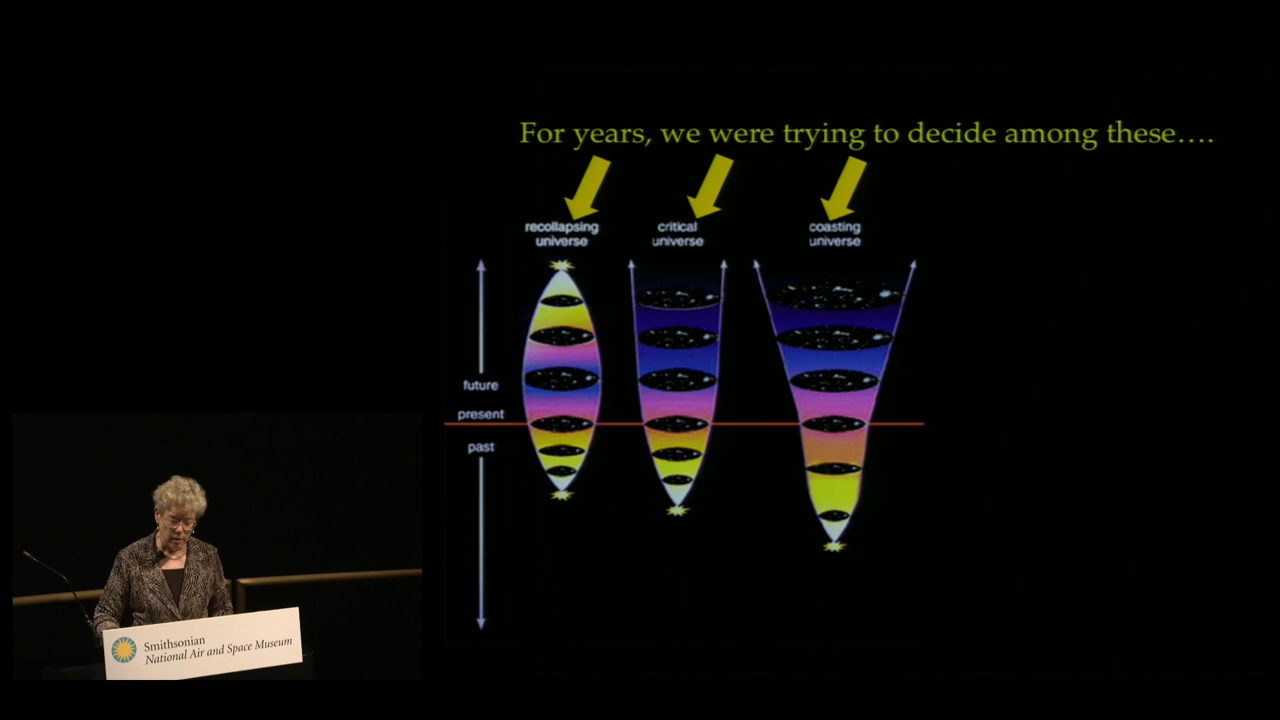 For years, we were trying to decide among these….
recollapsing
universe
critical
universe
coasting
universe
future
present
past
Smithsonian
National Air and Space Museum